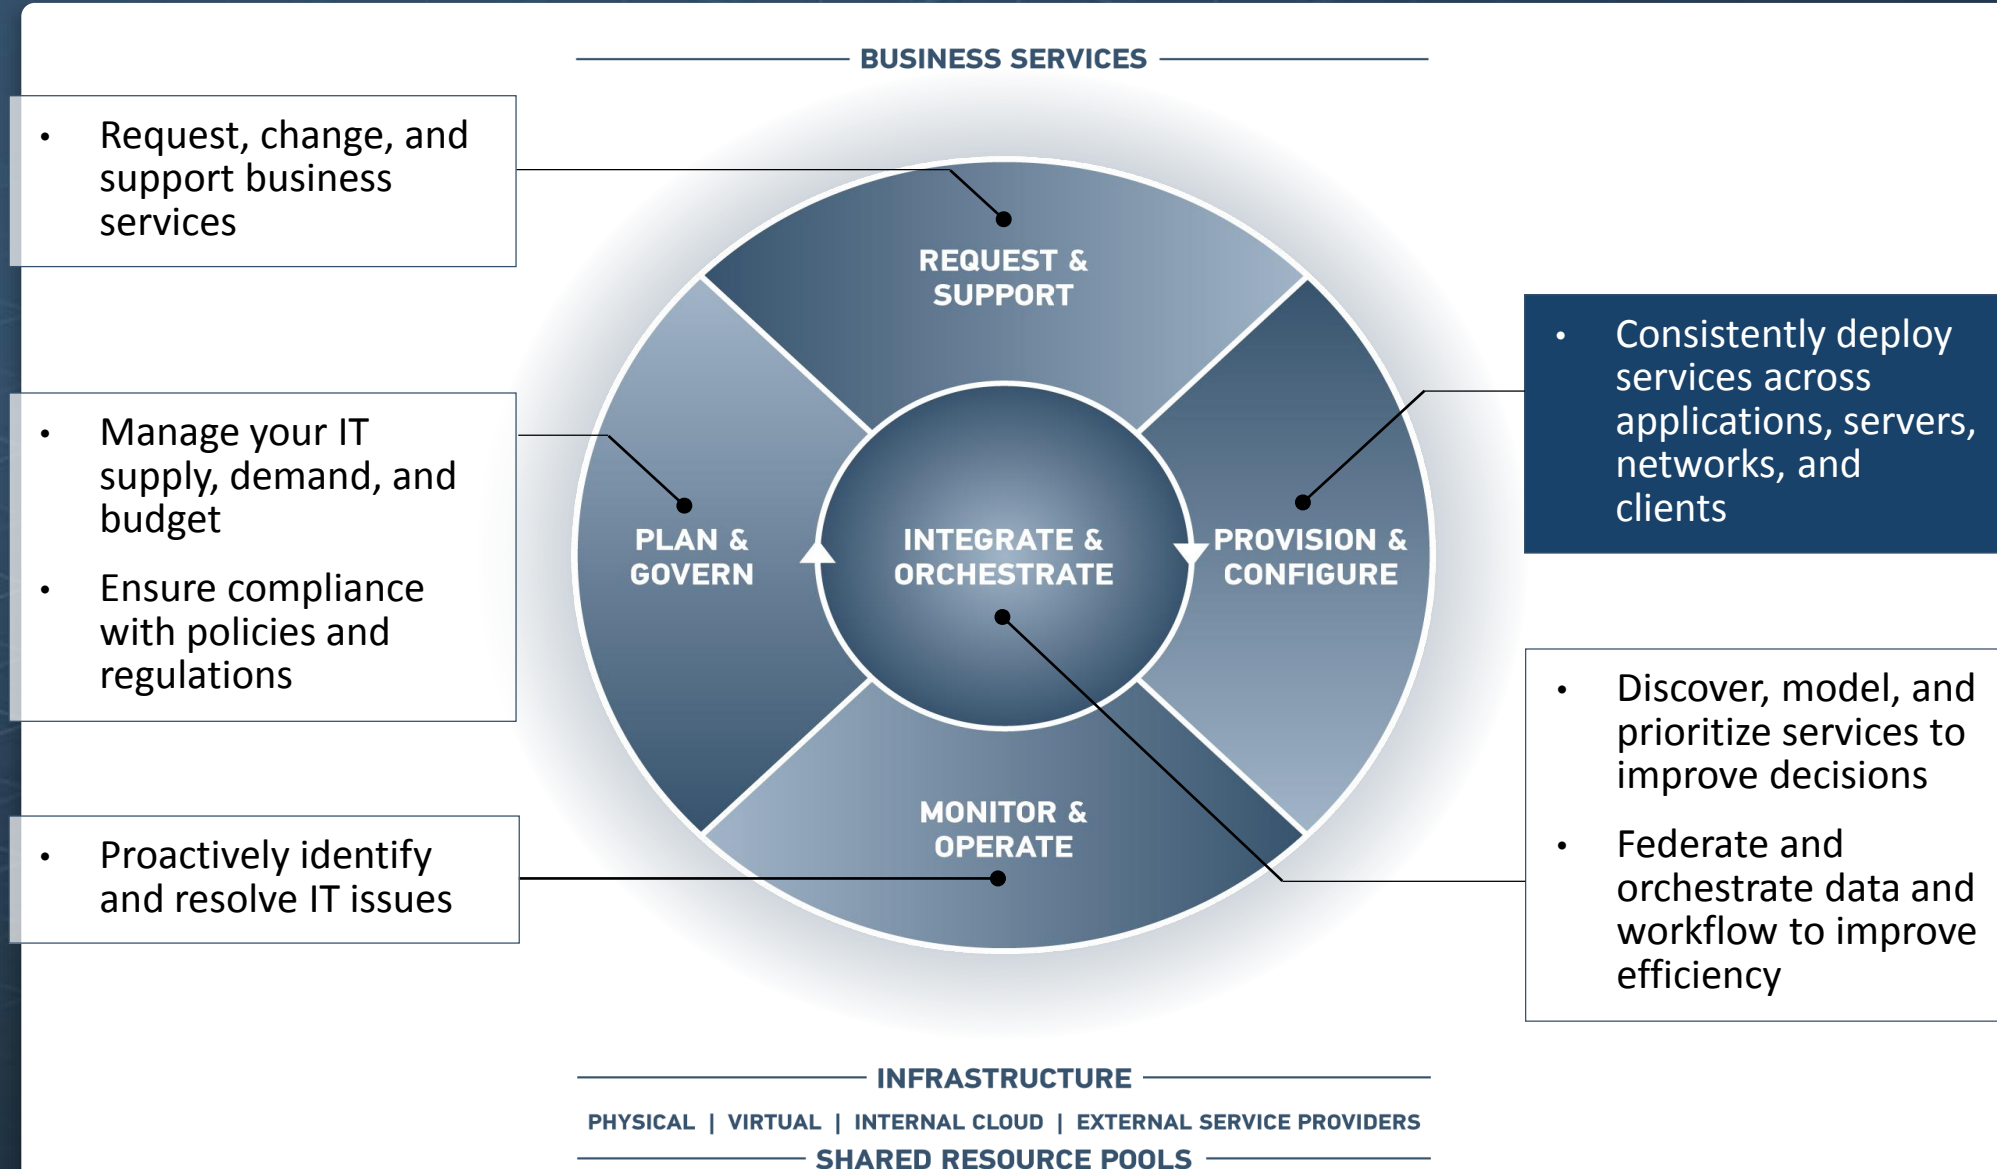 BUSINESS SERVICES
• Request, change, and
support business
services
REQUEST &
SUPPORT
• Consistently deploy
services across
applications, servers,
networks, and
clients
• Manage your IT
supply, demand, and
budget
• Ensure compliance
with policies and
regulations
PLAN &
GOVERN
INTEGRATE &
ORCHESTRATE
PROVISION &
CONFIGURE
• Discover, model, and
prioritize services to
improve decisions
• Federate and
orchestrate data and
workflow to improve
efficiency
MONITOR &
OPERATE
• Proactively identify
and resolve IT issues
INFRASTRUCTURE
PHYSICAL | VIRTUAL | INTERNAL CLOUD | EXTERNAL SERVICE PROVIDERS
SHARED RESOURCE POOLS